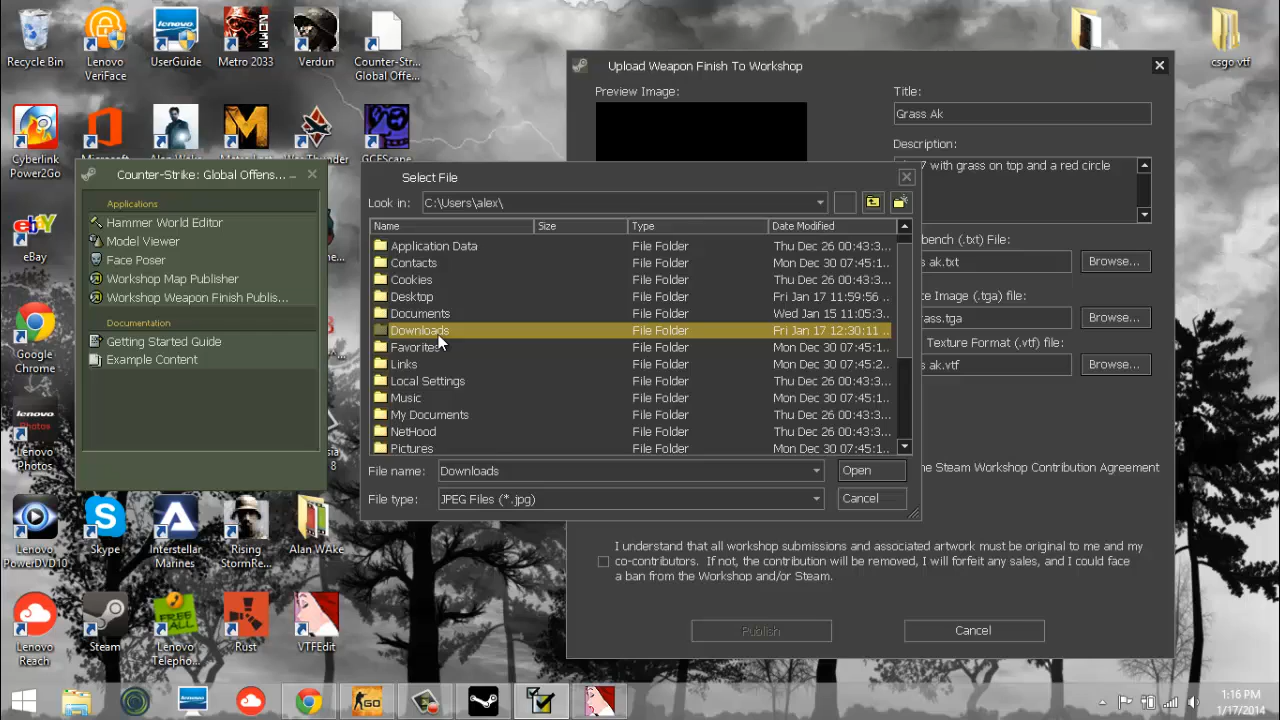 Recycle Bin
Lenovo
VeriFace
UserGuide
Metro 2033
Verdun
Counter-Str...
Global Offe...
csgo vtf
Cyberlink
Power2Go
GCFScape
eBay
Google
Chrome
Lenovo
Photos
Lenovo
PowerDVD10
Skype
Interstellar
Marines
Rising
StormRe...
Alan WAke
Lenovo
Reach
Steam
Lenovo
Telepho...
Rust
VTFEdit
Counter-Strike: Global Offens...
Applications
Hammer World Editor
Model Viewer
Face Poser
Workshop Map Publisher
Workshop Weapon Finish Publis...
Documentation
Getting Started Guide
Example Content
Upload Weapon Finish To Workshop
Preview Image:
Title:
Grass Ak
Description:
7 with grass on top and a red circle
bench (.txt) File:
ak.txt
Browse...
e Image (.tga) file:
ass.tga
Browse...
Texture Format (.vtf) file:
ak.vtf
Browse...
he Steam Workshop Contribution Agreement
I understand that all workshop submissions and associated artwork must be original to me and my
co-contributors. If not, the contribution will be removed, I will forfeit any sales, and I could face
a ban from the Workshop and/or Steam.
Publish
Cancel
Select File
Look in:
C:\Users\alex\
Name Size Type Date Modified
Application Data File Folder Thu Dec 26 00:43:3...
Contacts File Folder Mon Dec 30 07:45:1..
Cookies File Folder Thu Dec 26 00:43:3...
Desktop File Folder Fri Jan 17 11:59:56 ..
Documents File Folder Wed Jan 15 11:05:3..
Downloads File Folder Fri Jan 17 12:30:11 ..
Favorites File Folder Mon Dec 30 07:45:1..
Links File Folder Mon Dec 30 07:45:2..
Local Settings File Folder Thu Dec 26 00:43:3...
Music File Folder Mon Dec 30 07:45:1..
My Documents File Folder Thu Dec 26 00:43:3...
NetHood File Folder Thu Dec 26 00:43:3...
Pictures File Folder Mon Dec 30 07:45:1..
File name: Downloads
Open
File type: JPEG Files (*.jpg)
Cancel
1:16 PM
1/17/2014